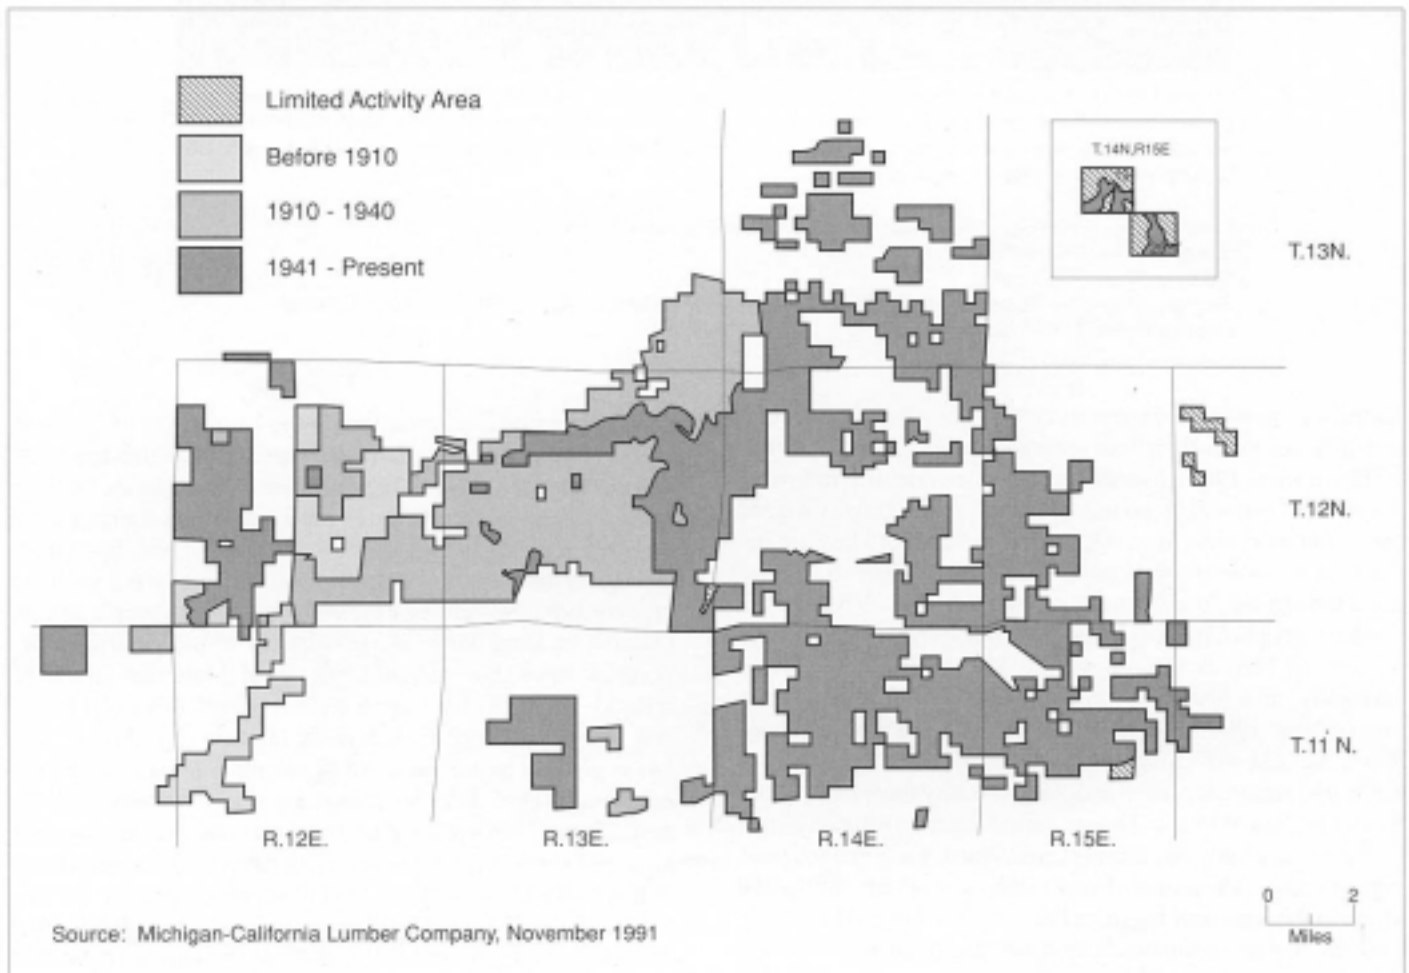 Limited Activity Area
Before 1910
1910 - 1940
1941 - Present
T.14N,R15E
T.13N.
T.12N.
T.11 N.
R.12E.
R.13E.
R.14E.
R.15E.
0 2
Miles
Source: Michigan-California Lumber Company, November 1991